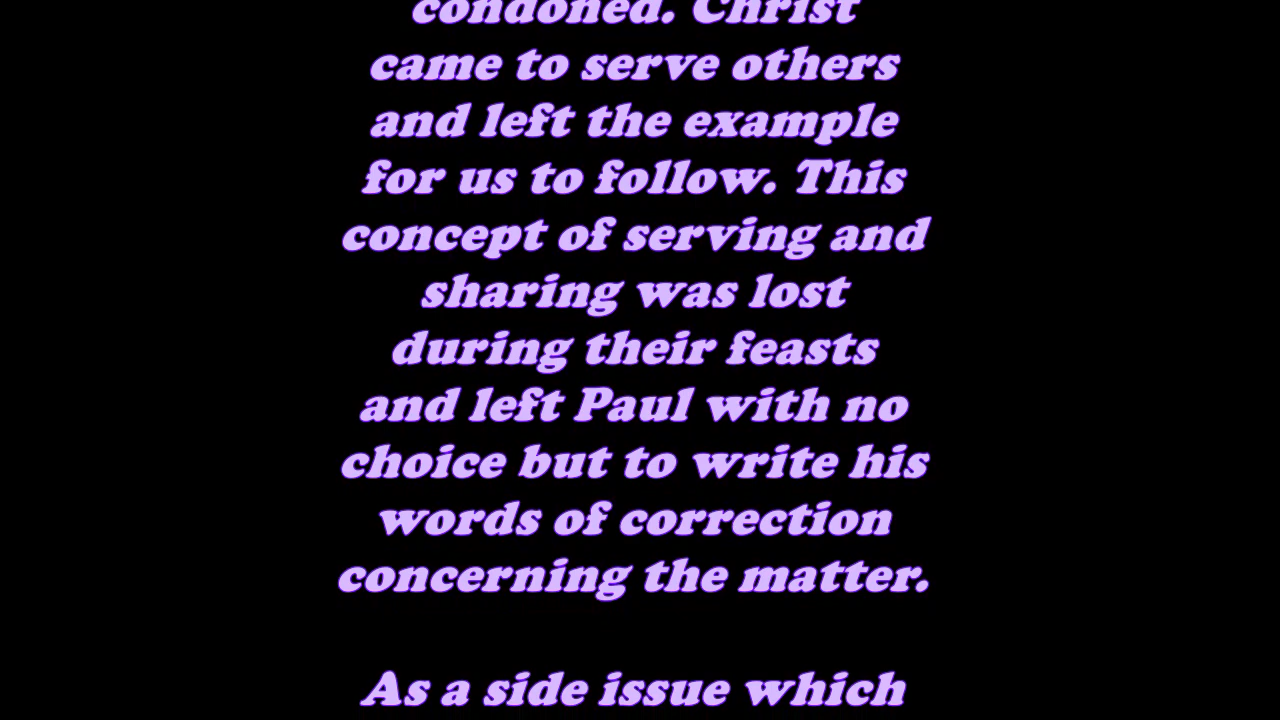 condoned. Christ
came to serve others
and left the example
for us to follow. This
concept of serving and
sharing was lost
during their feasts
and left Paul with no
choice but to write his
words of correction
concerning the matter.
As a side issue which